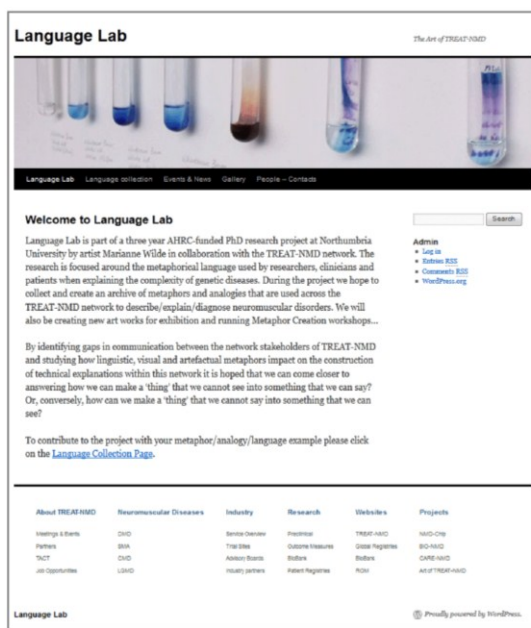 Language Lab
The Art of TREAT-NMD
Language Lab Language collection Events & News Gallery People – Contacts
Welcome to Language Lab
Search
Language Lab is part of a three year AHRC-funded PhD research project at Northumbria
University by artist Marianne Wilde in collaboration with the TREAT-NMD network. The
research is focused around the metaphorical language used by researchers, clinicians and
patients when explaining the complexity of genetic diseases. During the project we hope to
collect and create an archive of metaphors and analogies that are used across the
TREAT-NMD network to describe/explain/diagnose neuromuscular disorders. We will
also be creating new art works for exhibition and running Metaphor Creation workshops...
By identifying gaps in communication between the network stakeholders of TREAT-NMD
and studying how linguistic, visual and artefactual metaphors impact on the construction
of technical explanations within this network it is hoped that we can come closer to
answering how we can make a 'thing' that we cannot see into something that we can say?
Or, conversely, how can we make a 'thing' that we cannot say into something that we can
see?
To contribute to the project with your metaphor/analogy/language example please click
on the Language Collection Page.
Admin
Log in
Entries RSS
Comments RSS
WordPress.org
About TREAT-NMD Neuromuscular Diseases Industry Research Websites Projects
Meetings & Events DMD Service Overview Preclinical TREAT-NMD NMD-Chip
Partners SMA Trial Sites Outcome Measures Global Registries BIO-NMD
TACT CMD Advisory Boards BioBank BioBank CARE-NMD
Job Opportunities LGMD Industry partners Patient Registries ROM Art of TREAT-NMD
Language Lab
Proudly powered by WordPress.